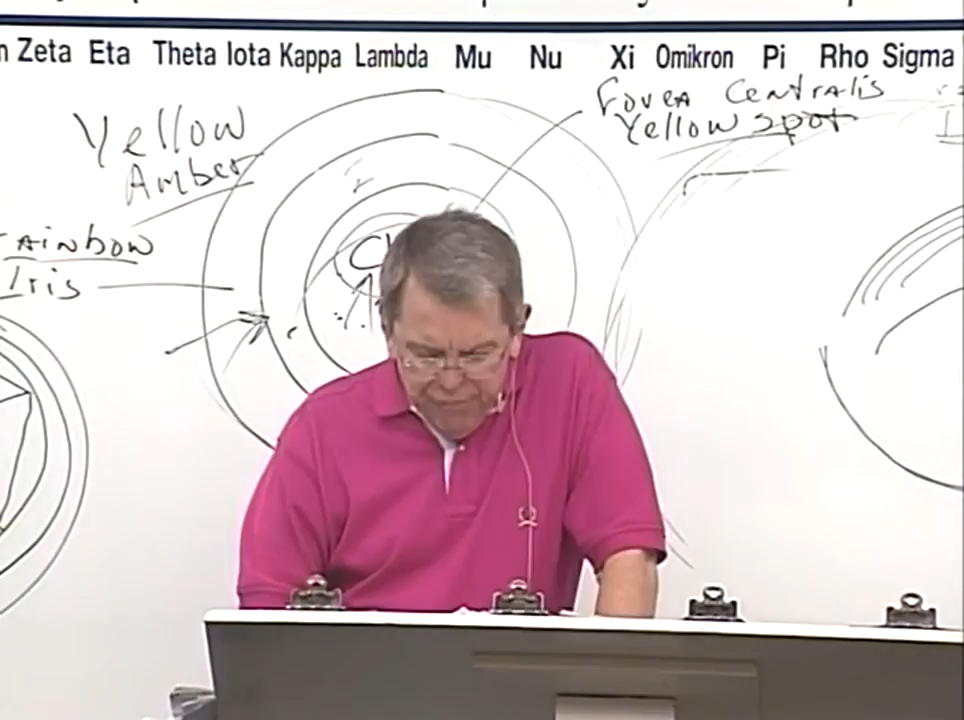 Zeta Eta Theta Iota Kappa Lambda Mu Nu Xi Omikron Pi Rho Sigma
Fovea Centralis
Yellow spot
Yellow
Amber
Rainbow
Iris